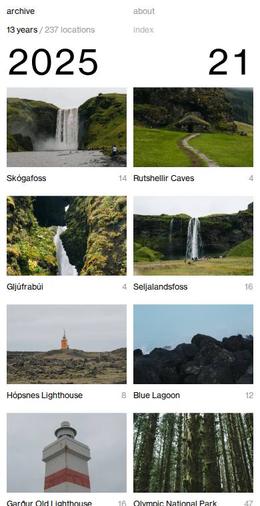 archive about
13 years / 237 locations index
2025 21
Skógafoss 14 Rutshellir Caves 4
Gljúfrabúi 4 Seljalandsfoss 16
Hópsnes Lighthouse 8 Blue Lagoon 12
Garður Old Lighthouse 16 Olympic National Park 47